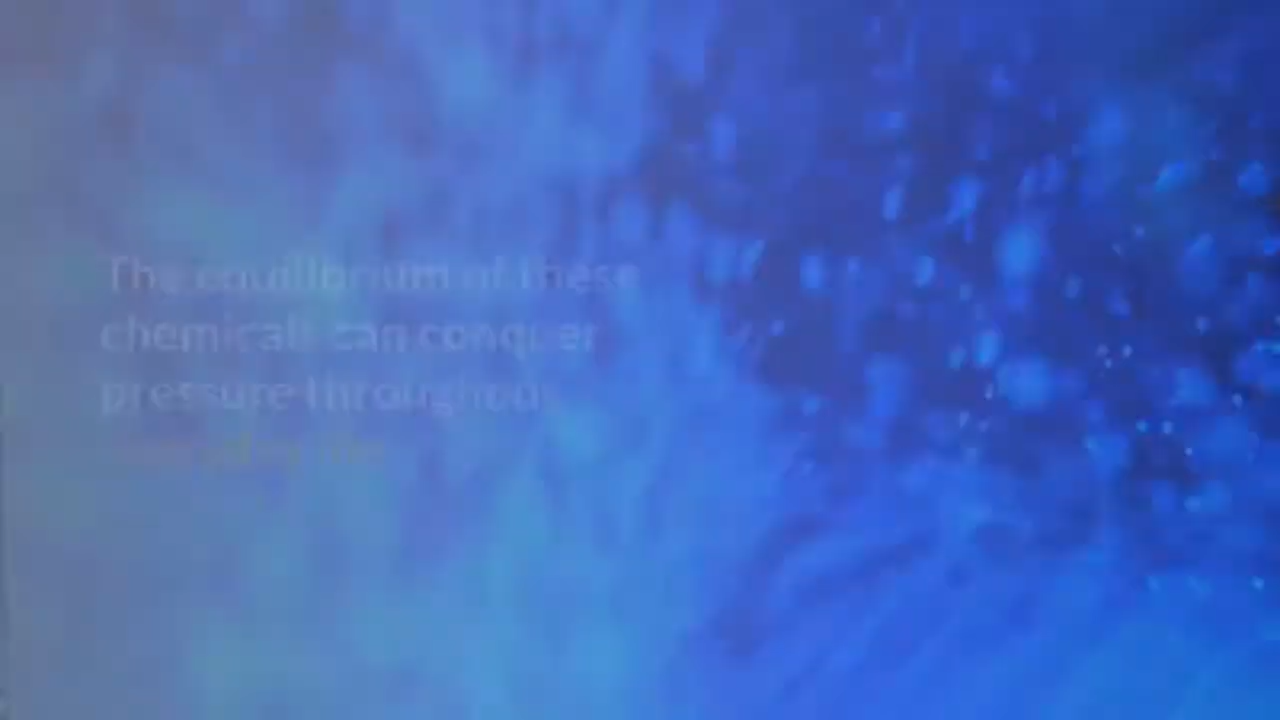 The equilibrium of these
chemicals can conquer
pressure throughout